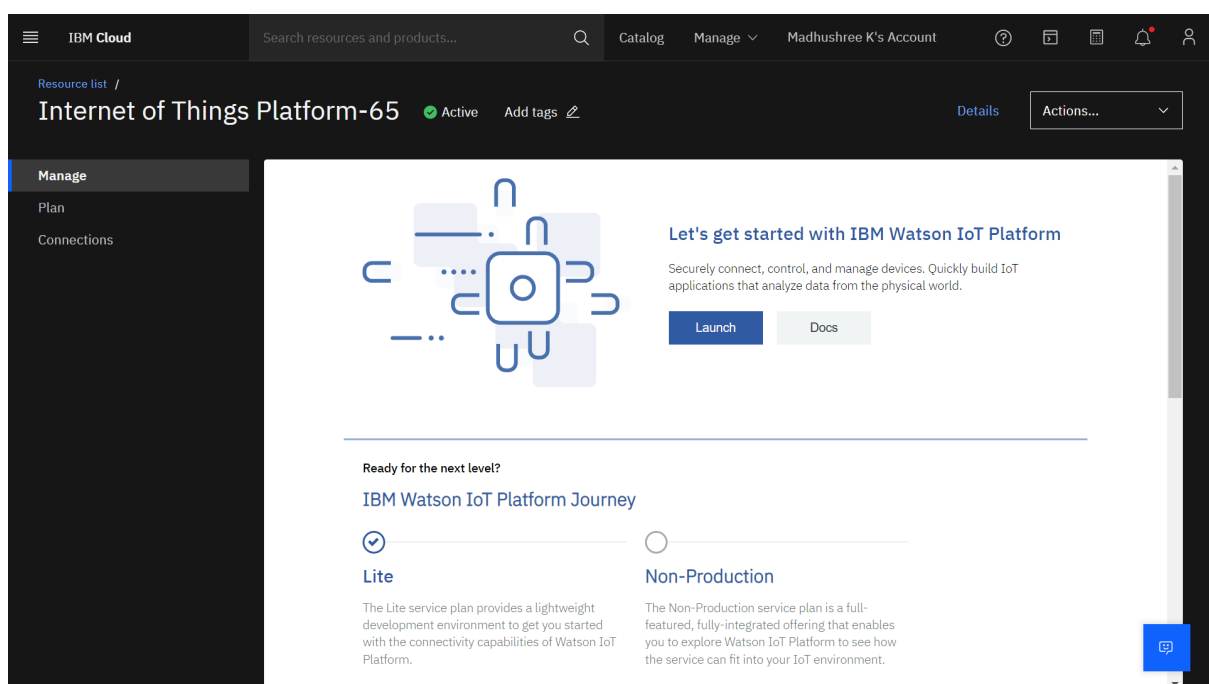 IBM Cloud
Search resources and products...
Catalog
Manage
Madhushree K's Account
Resource list /
Internet of Things Platform-65
Active
Add tags
Details
Actions...
Manage
Plan
Connections
Let's get started with IBM Watson IoT Platform
Securely connect, control, and manage devices. Quickly build IoT
applications that analyze data from the physical world.
Launch
Docs
Ready for the next level?
IBM Watson IoT Platform Journey
Lite
The Lite service plan provides a lightweight
development environment to get you started
with the connectivity capabilities of Watson IoT
Platform.
Non-Production
The Non-Production service plan is a full-
featured, fully-integrated offering that enables
you to explore Watson IoT Platform to see how
the service can fit into your IoT environment.